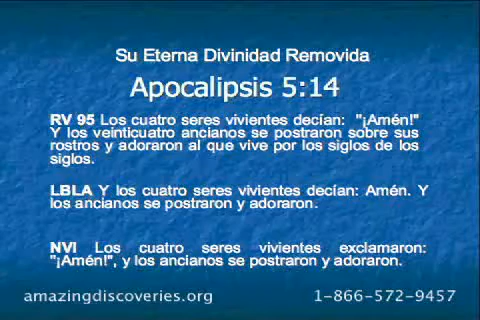 Su Eterna Divinidad Removida
Apocalipsis 5:14
RV 95 Los cuatro seres vivientes decían: "¡Amén!"
Y los veinticuatro ancianos se postraron sobre sus
rostros y adoraron al que vive por los siglos de los
siglos.
LBLA Y los cuatro seres vivientes decían: Amén. Y
los ancianos se postraron y adoraron.
NVI Los cuatro seres vivientes exclamaron:
"¡Amén!", y los ancianos se postraron y adoraron.
amazingdiscoveries.org 1-866-572-9457